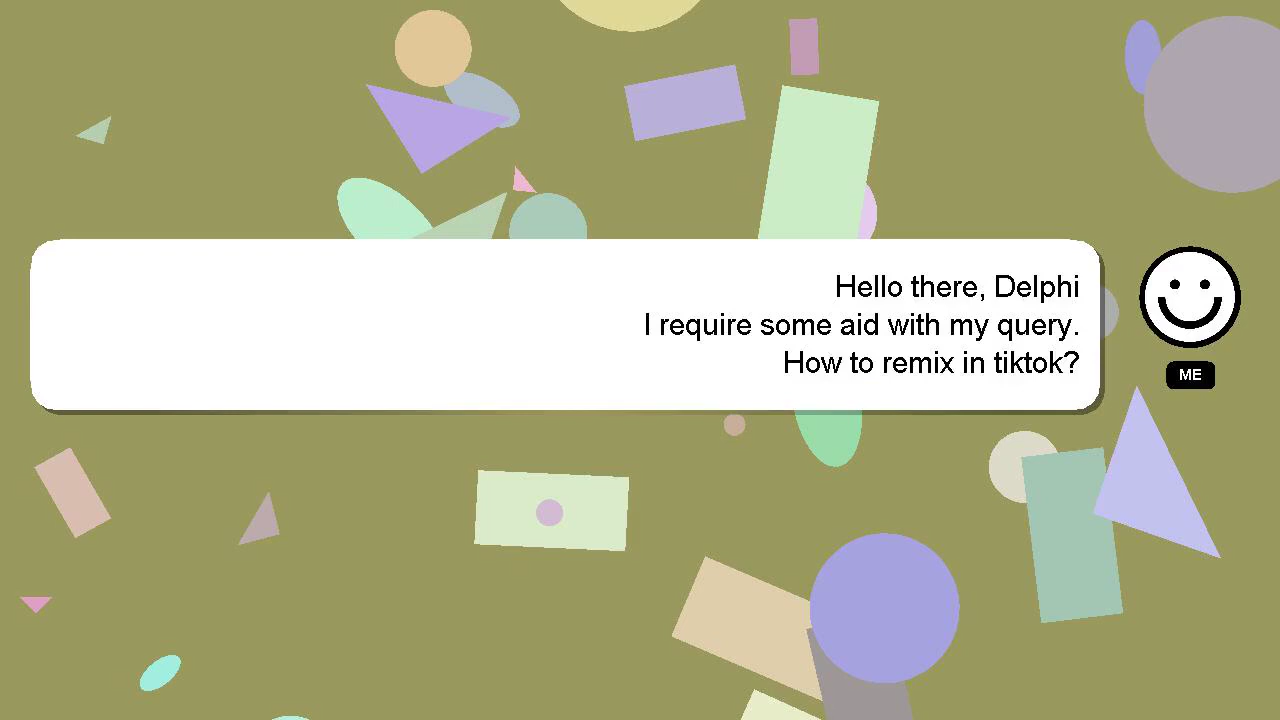 Hello there, Delphi
I require some aid with my query.
How to remix in tiktok?
ME